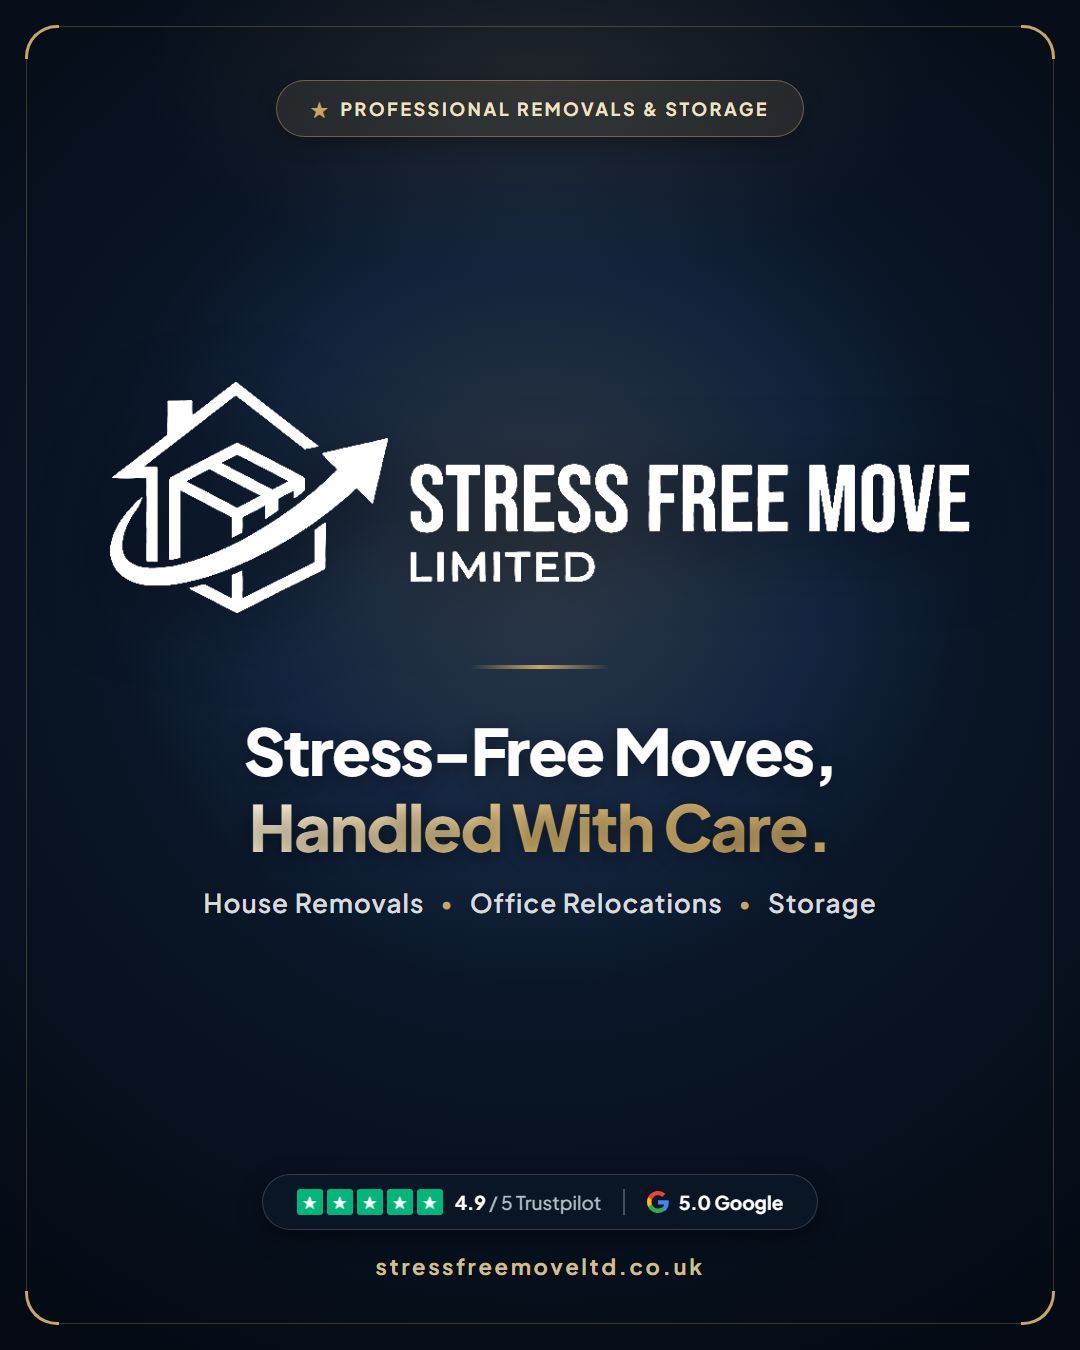 ★ PROFESSIONAL REMOVALS & STORAGE
STRESS FREE MOVE
LIMITED
Stress-Free Moves,
Handled With Care.
House Removals • Office Relocations • Storage
4.9 / 5 Trustpilot | G 5.0 Google
stressfreemoveltd.co.uk